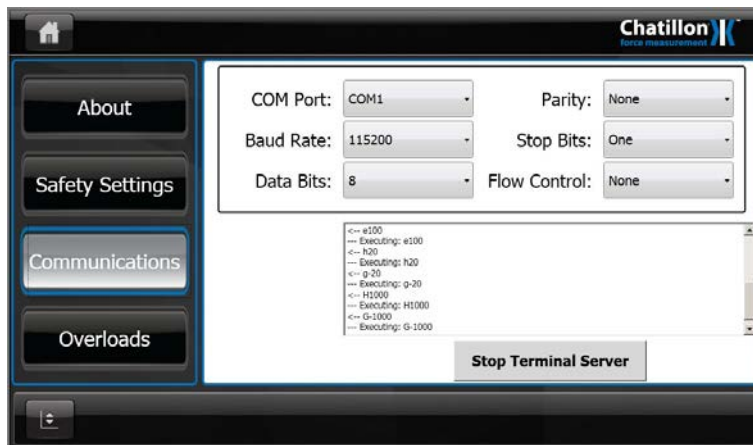 Chatillon
force measurement
About
Safety Settings
Communications
Overloads
COM Port: COM1
Parity: None
Baud Rate: 115200
Stop Bits: One
Data Bits: 8
Flow Control: None
<-- e100
--- Executing: e100
<-- h20
--- Executing: h20
<-- g-20
--- Executing: g-20
<-- H1000
--- Executing: H1000
<-- G-1000
--- Executing: G-1000
Stop Terminal Server